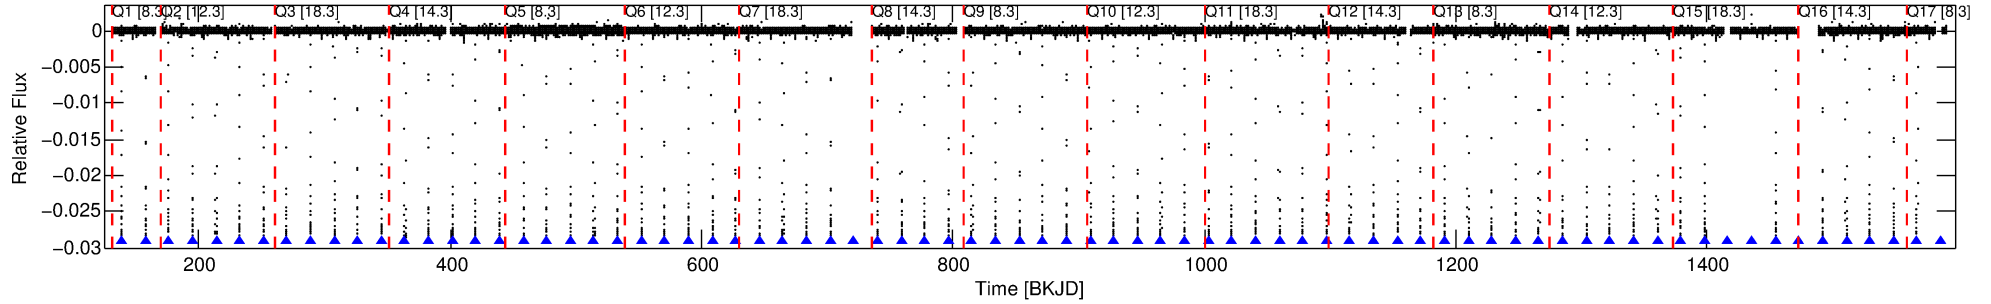 Q1 [8.3] Q2 [12.3] Q3 [18.3] Q4 [14.3] Q5 [8.3] Q6 [12.3] Q7 [18.3] Q8 [14.3] Q9 [8.3] Q10 [12.3] Q11 [18.3] Q12 [14.3] Q13 [8.3] Q14 [12.3] Q15 [18.3] Q16 [14.3] Q17 [8.3]
0
−0.005
−0.01
−0.015
−0.02
−0.025
−0.03
Relative Flux
200 400 600 800 1000 1200 1400
Time [BKJD]